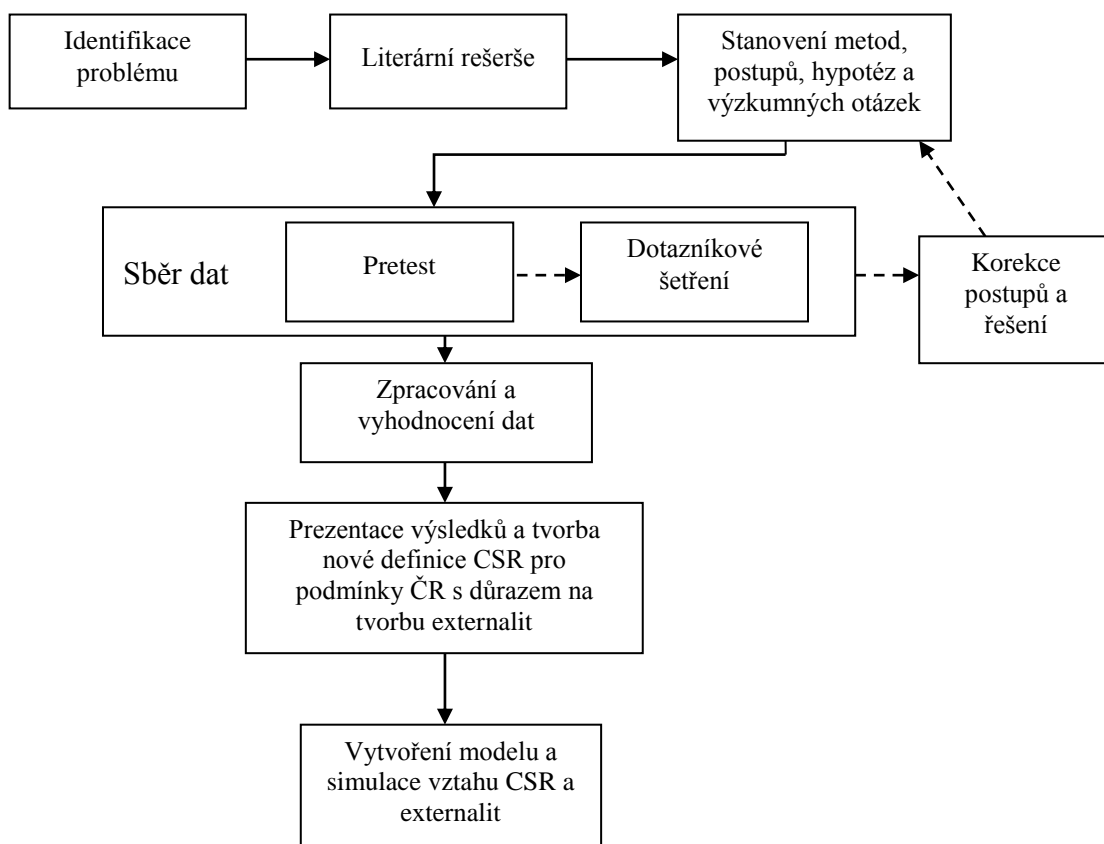 Identifikace
problému
Literární rešerše
Stanovení metod,
postupů, hypotéz a
výzkumných otázek
Sběr dat
Pretest
Dotazníkové
šetření
Korekce
postupů a
řešení
Zpracování a
vyhodnocení dat
Prezentace výsledků a tvorba
nové definice CSR pro
podmínky ČR s důrazem na
tvorbu externalit
Vytvoření modelu a
simulace vztahu CSR a
externalit